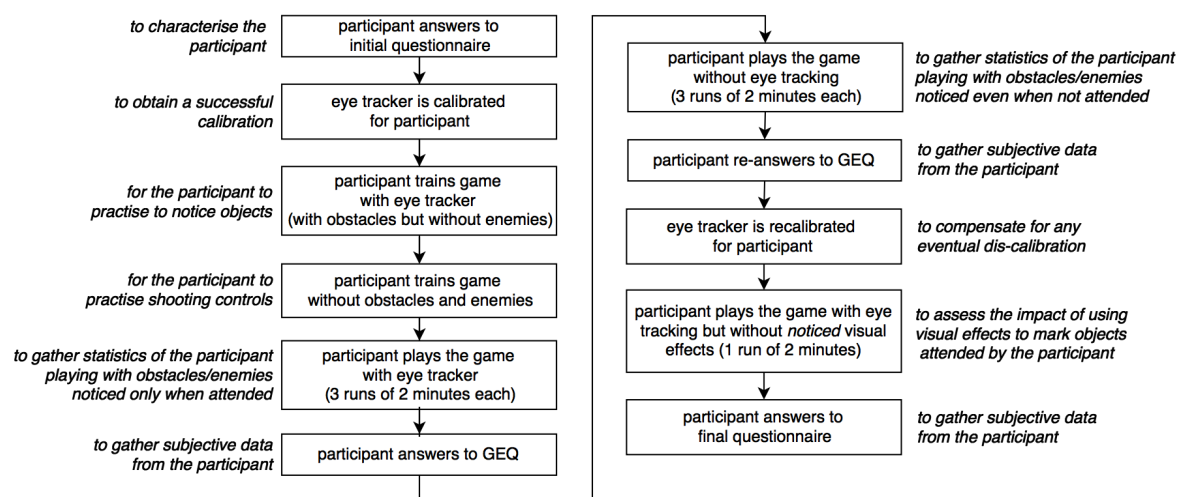 to characterise the
participant
participant answers to
initial questionnaire
to obtain a successful
calibration
eye tracker is calibrated
for participant
for the participant to
practise to notice objects
participant trains game
with eye tracker
(with obstacles but without enemies)
for the participant to
practise shooting controls
participant trains game
without obstacles and enemies
to gather statistics of the participant
playing with obstacles/enemies
noticed only when attended
participant plays the game
with eye tracker
(3 runs of 2 minutes each)
to gather subjective data
from the participant
participant answers to GEQ
participant plays the game
without eye tracking
(3 runs of 2 minutes each)
to gather statistics of the participant
playing with obstacles/enemies
noticed even when not attended
participant re-answers to GEQ
to gather subjective data
from the participant
eye tracker is recalibrated
for participant
to compensate for any
eventual dis-calibration
participant plays the game with eye
tracking but without noticed visual
effects (1 run of 2 minutes)
to assess the impact of using
visual effects to mark objects
attended by the participant
participant answers to
final questionnaire
to gather subjective data
from the participant